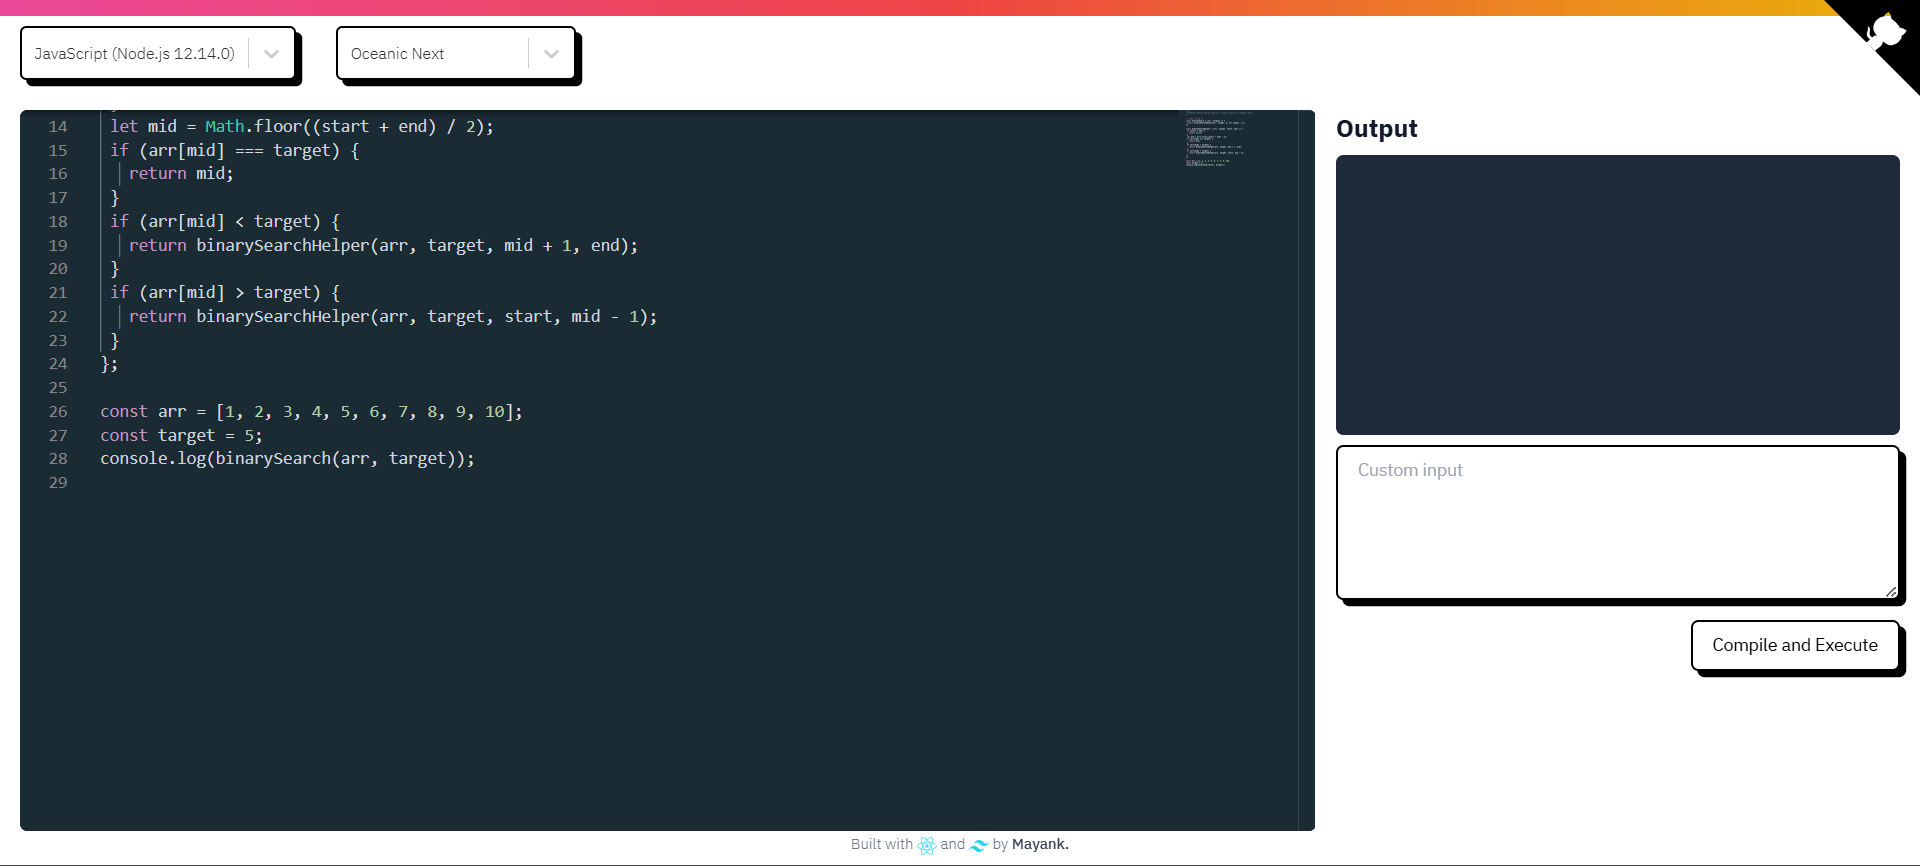 JavaScript (Node.js 12.14.0)
Oceanic Next
14 let mid = Math.floor((start + end) / 2);
15 if (arr[mid] === target) {
16 return mid;
17 }
18 if (arr[mid] < target) {
19 return binarySearchHelper(arr, target, mid + 1, end);
20 }
21 if (arr[mid] > target) {
22 return binarySearchHelper(arr, target, start, mid - 1);
23 }
24 };
25
26 const arr = [1, 2, 3, 4, 5, 6, 7, 8, 9, 10];
27 const target = 5;
28 console.log(binarySearch(arr, target));
29
Output
Custom input
Compile and Execute
Built with and by Mayank.